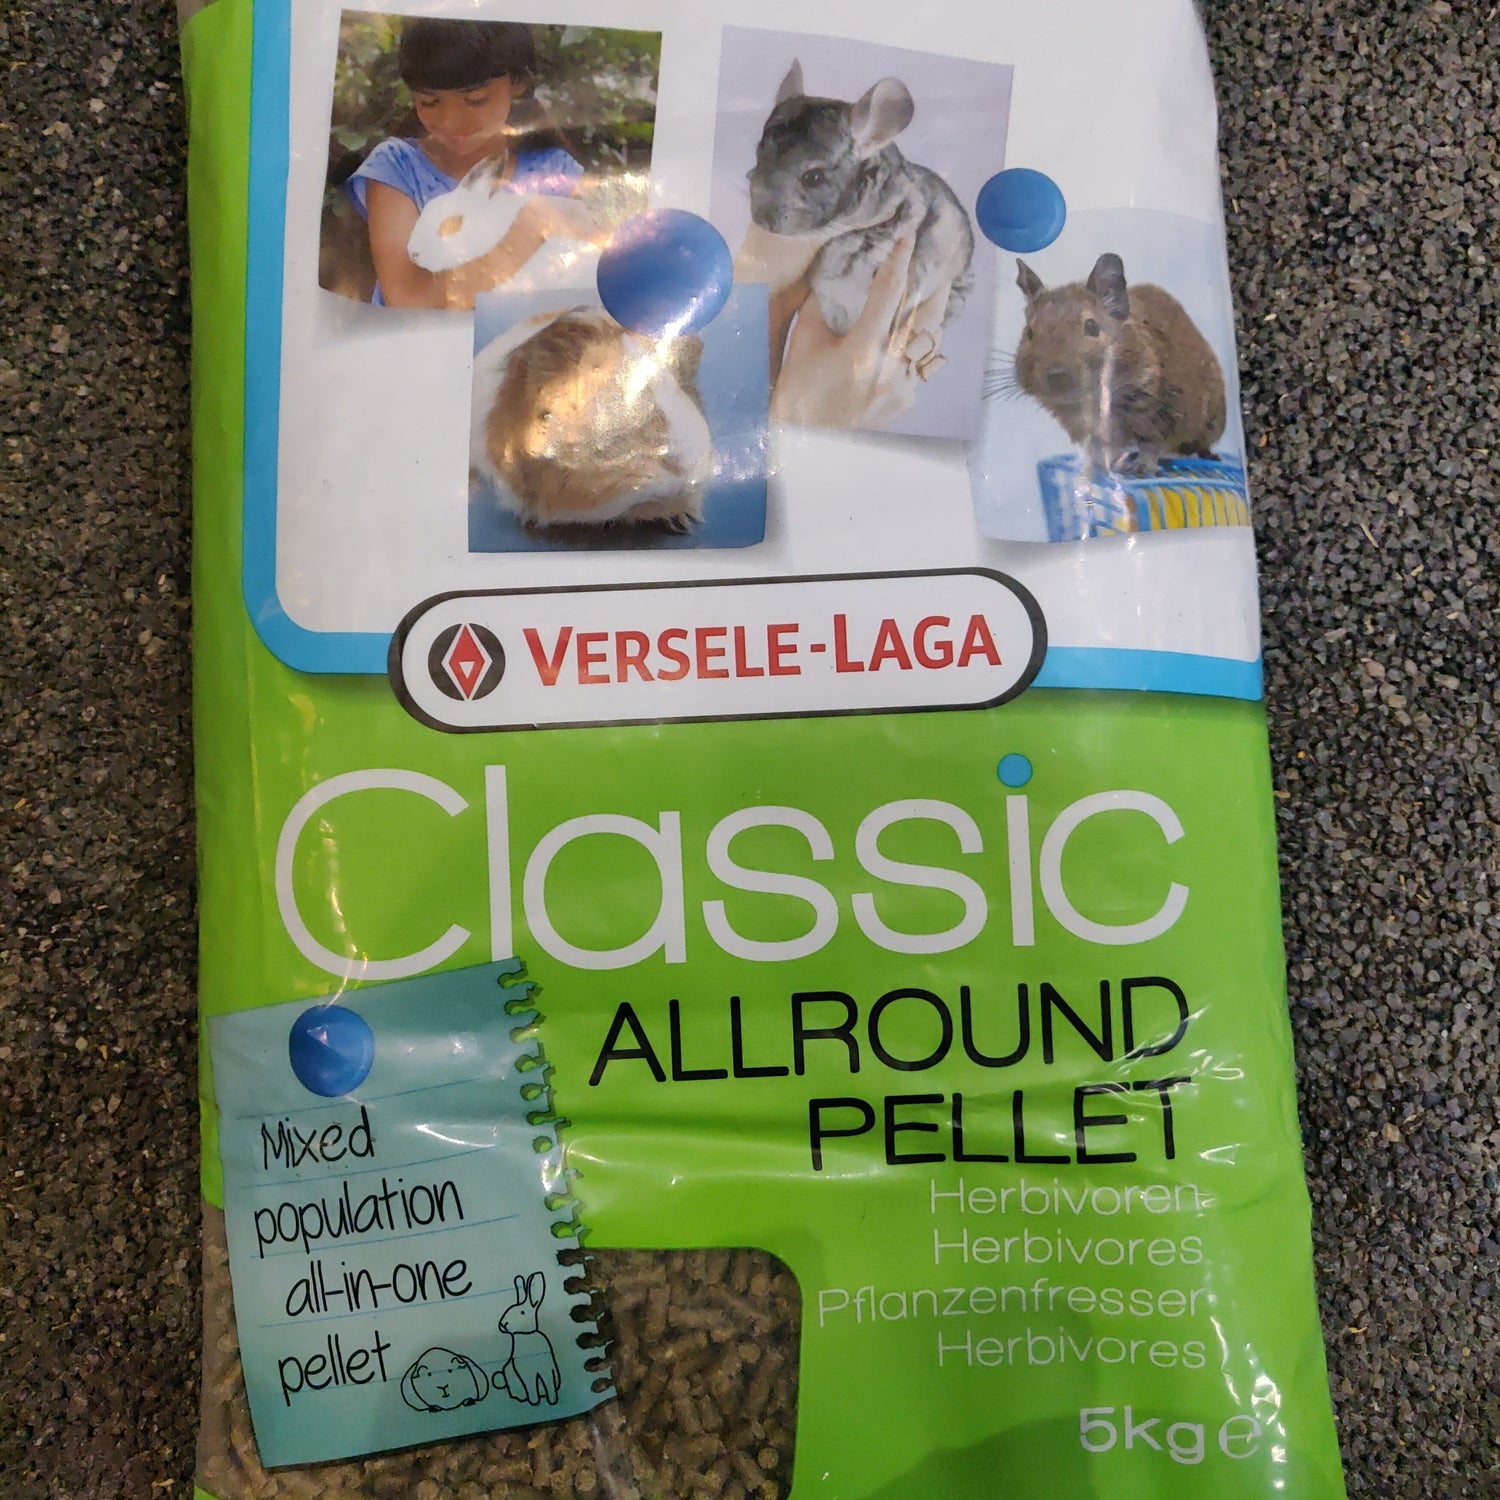 VERSELE-LAGA
Classic
ALLROUND
PELLET
Mixed
population
all-in-one
pellet
Herbivoren
Herbivores
Pflanzenfresser
Herbivores
5kg e